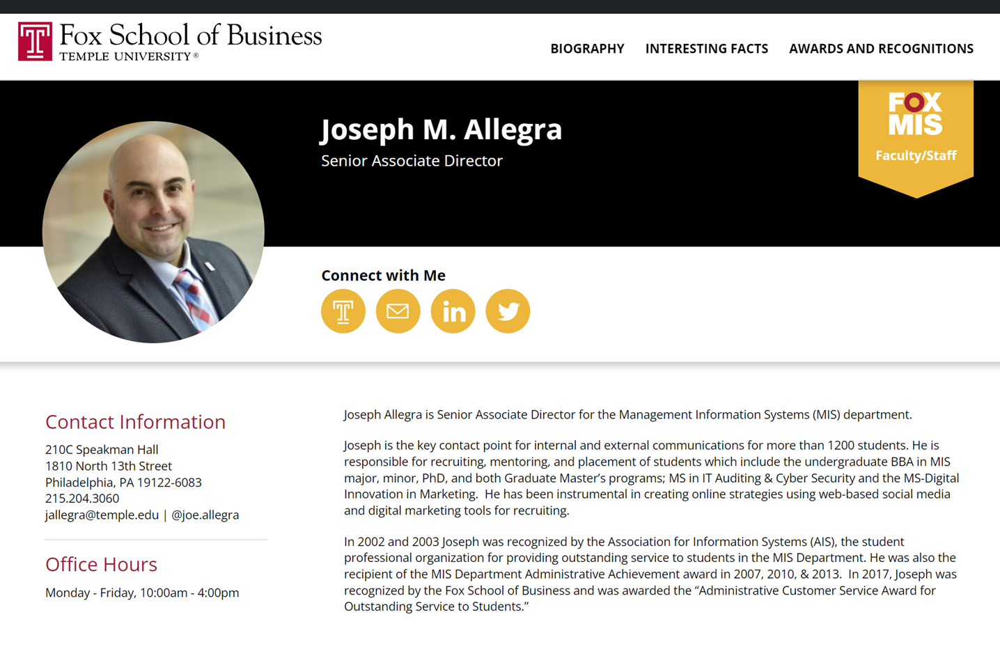 Fox School of Business
TEMPLE UNIVERSITY®
BIOGRAPHY
INTERESTING FACTS
AWARDS AND RECOGNITIONS
FOX
MIS
Faculty/Staff
Joseph M. Allegra
Senior Associate Director
Connect with Me
Contact Information
210C Speakman Hall
1810 North 13th Street
Philadelphia, PA 19122-6083
215.204.3060
jallegra@temple.edu | @joe.allegra
Office Hours
Monday - Friday, 10:00am - 4:00pm
Joseph Allegra is Senior Associate Director for the Management Information Systems (MIS) department.
Joseph is the key contact point for internal and external communications for more than 1200 students. He is
responsible for recruiting, mentoring, and placement of students which include the undergraduate BBA in MIS
major, minor, PhD, and both Graduate Master’s programs; MS in IT Auditing & Cyber Security and the MS-Digital
Innovation in Marketing.  He has been instrumental in creating online strategies using web-based social media
and digital marketing tools for recruiting.
In 2002 and 2003 Joseph was recognized by the Association for Information Systems (AIS), the student
professional organization for providing outstanding service to students in the MIS Department. He was also the
recipient of the MIS Department Administrative Achievement award in 2007, 2010, & 2013.  In 2017, Joseph was
recognized by the Fox School of Business and was awarded the “Administrative Customer Service Award for
Outstanding Service to Students.”